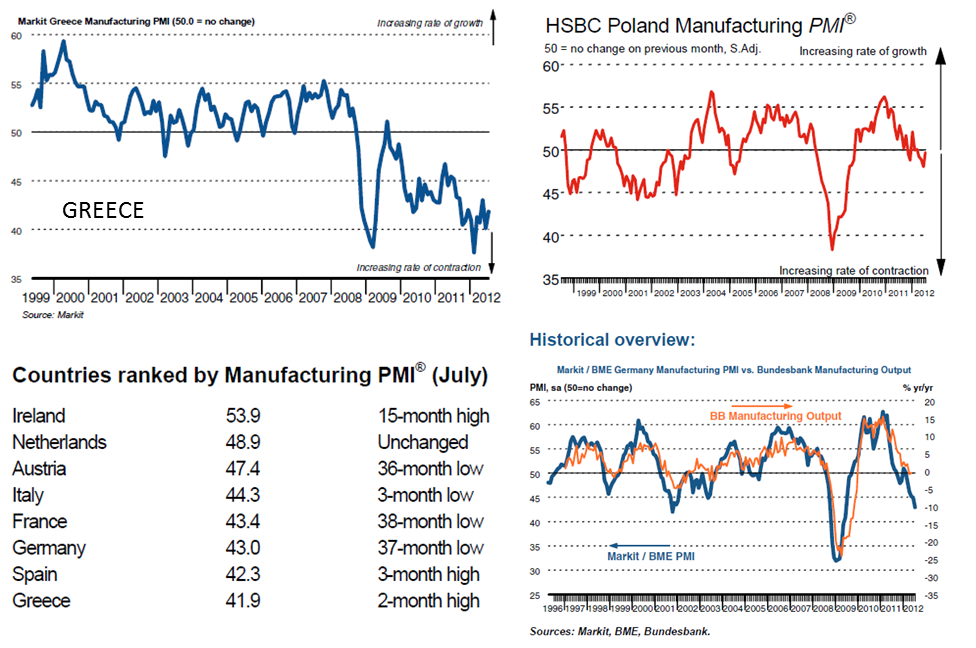 Markit Greece Manufacturing PMI (50.0 = no change)
Increasing rate of growth
60
55
50
45
40
35
GREECE
Increasing rate of contraction
1999 2000 2001 2002 2003 2004 2005 2006 2007 2008 2009 2010 2011 2012
Source: Markit
HSBC Poland Manufacturing PMI®
50 = no change on previous month, S.Adj.
Increasing rate of growth
60
55
50
45
40
35
Increasing rate of contraction
1999 2000 2001 2002 2003 2004 2005 2006 2007 2008 2009 2010 2011 2012
Countries ranked by Manufacturing PMI® (July)
Ireland 53.9 15-month high
Netherlands 48.9 Unchanged
Austria 47.4 36-month low
Italy 44.3 3-month low
France 43.4 38-month low
Germany 43.0 37-month low
Spain 42.3 3-month high
Greece 41.9 2-month high
Historical overview:
Markit / BME Germany Manufacturing PMI vs. Bundesbank Manufacturing Output
PMI, sa (50=no change) % yr/yr
65 20
60 15
55 10
50 5
45 0
40 -5
35 -10
30 -15
25 -20
-25
-30
-35
BB Manufacturing Output
Markit / BME PMI
1996 1997 1998 1999 2000 2001 2002 2003 2004 2005 2006 2007 2008 2009 2010 2011 2012
Sources: Markit, BME, Bundesbank.